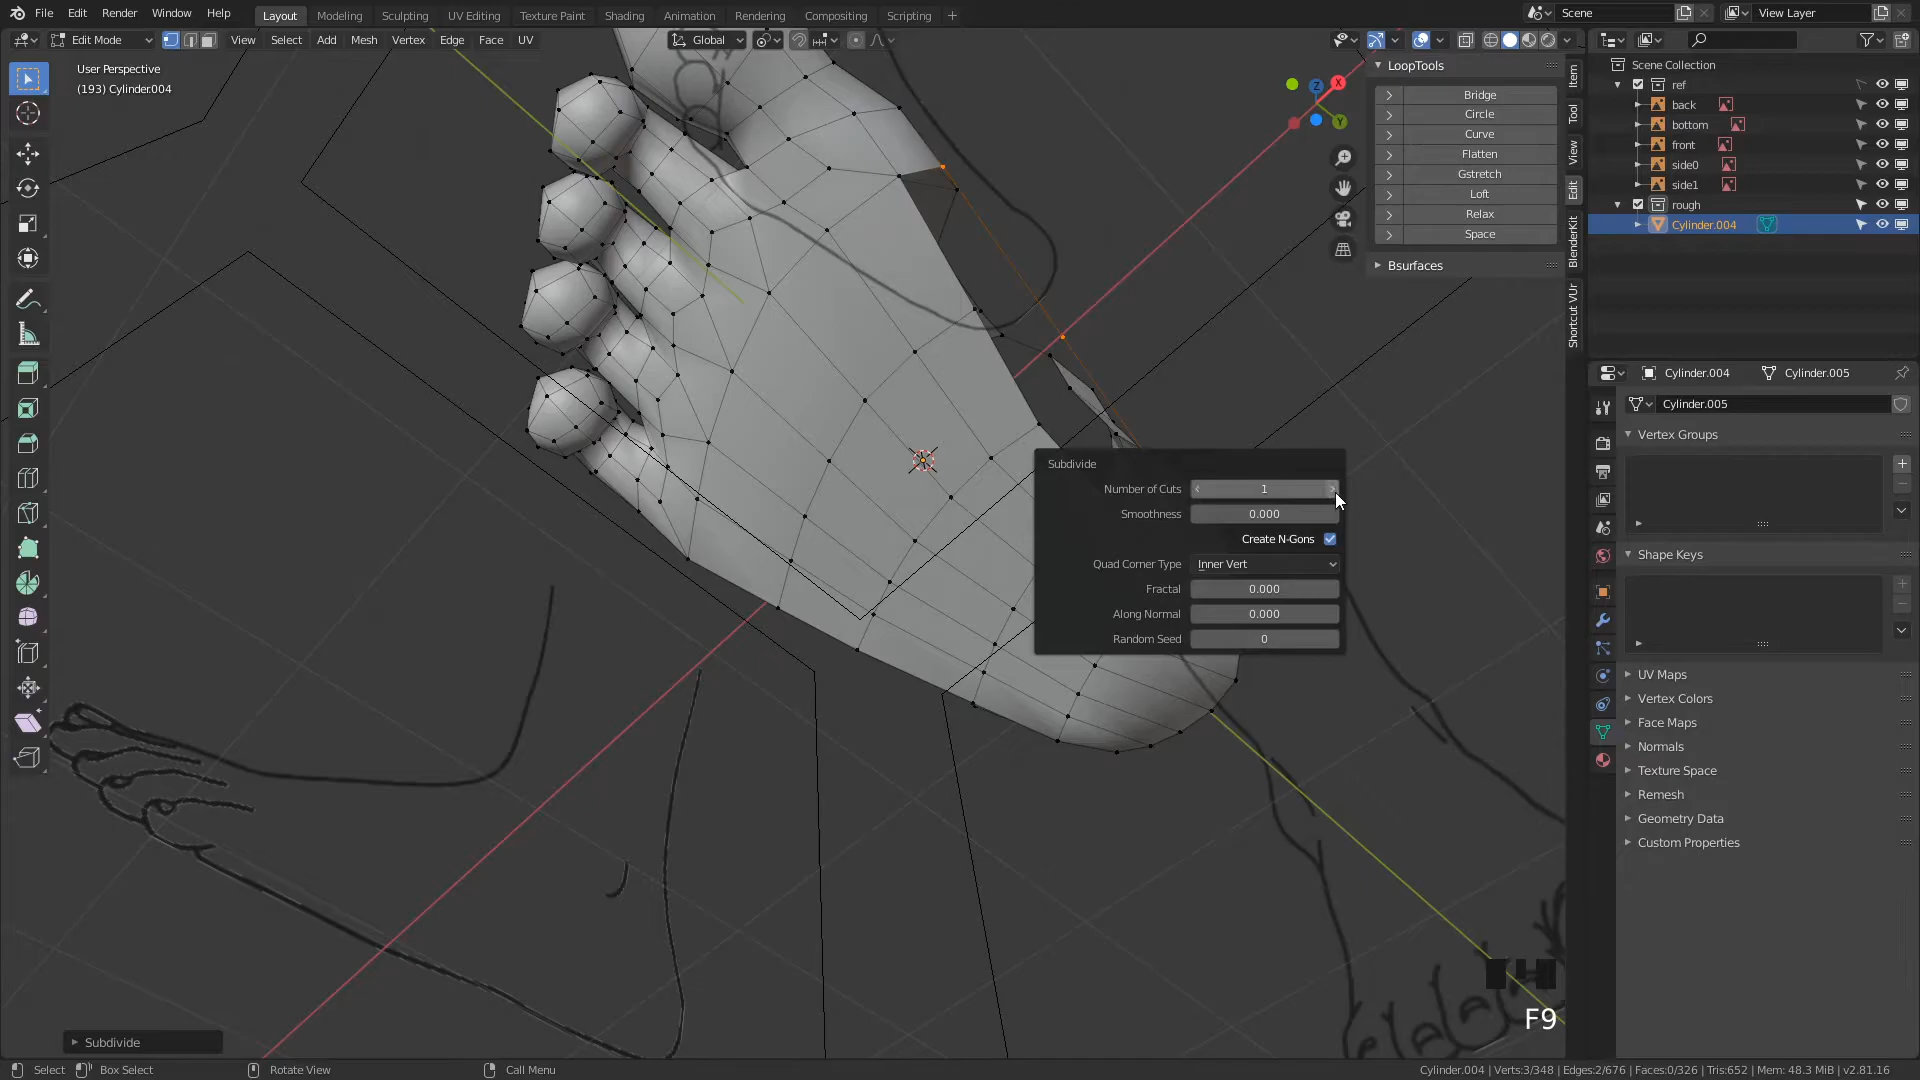 File Edit Render Window Help
Layout Modeling Sculpting UV Editing Texture Paint Shading Animation Rendering Compositing Scripting +
Scene
View Layer
Edit Mode
View Select Add Mesh Vertex Edge Face UV
Global
User Perspective
(193) Cylinder.004
X
Y
Z
LoopTools
Bridge
Circle
Curve
Flatten
Gstretch
Loft
Relax
Space
Bsurfaces
Item
Tool
View
Edit
BlenderKit
Shortcut VUr
Scene Collection
ref
back
bottom
front
side0
side1
rough
Cylinder.004
Cylinder.004 Cylinder.005
Cylinder.005
Vertex Groups
Shape Keys
UV Maps
Vertex Colors
Face Maps
Normals
Texture Space
Remesh
Geometry Data
Custom Properties
Subdivide
Number of Cuts 1
Smoothness 0.000
Create N-Gons
Quad Corner Type Inner Vert
Fractal 0.000
Along Normal 0.000
Random Seed 0
F9
Subdivide
Select Box Select Rotate View Call Menu
Cylinder.004 | Verts:3/348 | Edges:2/676 | Faces:0/326 | Tris:652 | Mem: 48.3 MiB | v2.81.16